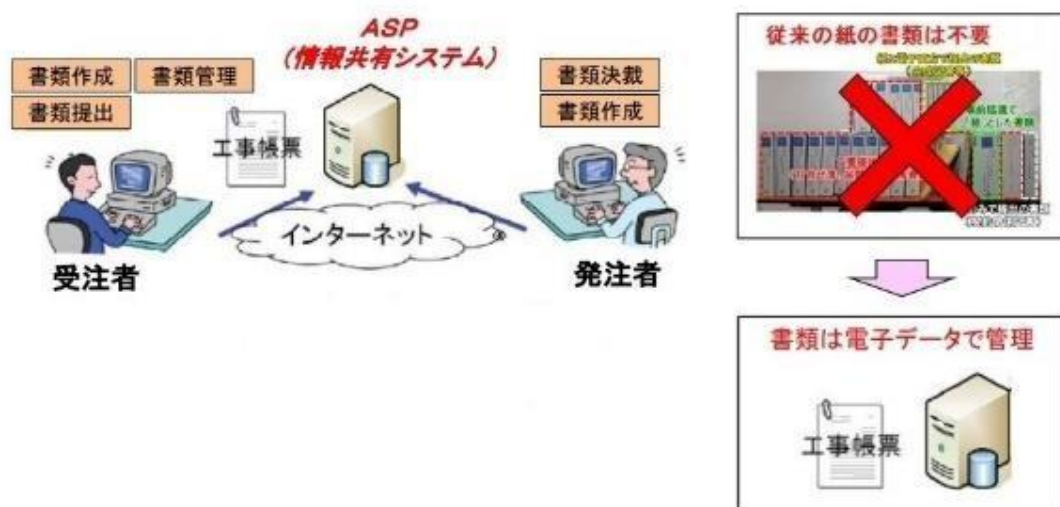 ASP
(情報共有システム)
書類作成
書類管理
書類提出
書類決裁
書類作成
工事帳票
インターネット
受注者
発注者
従来の紙の書類は不要
書類は電子データで管理
工事帳票